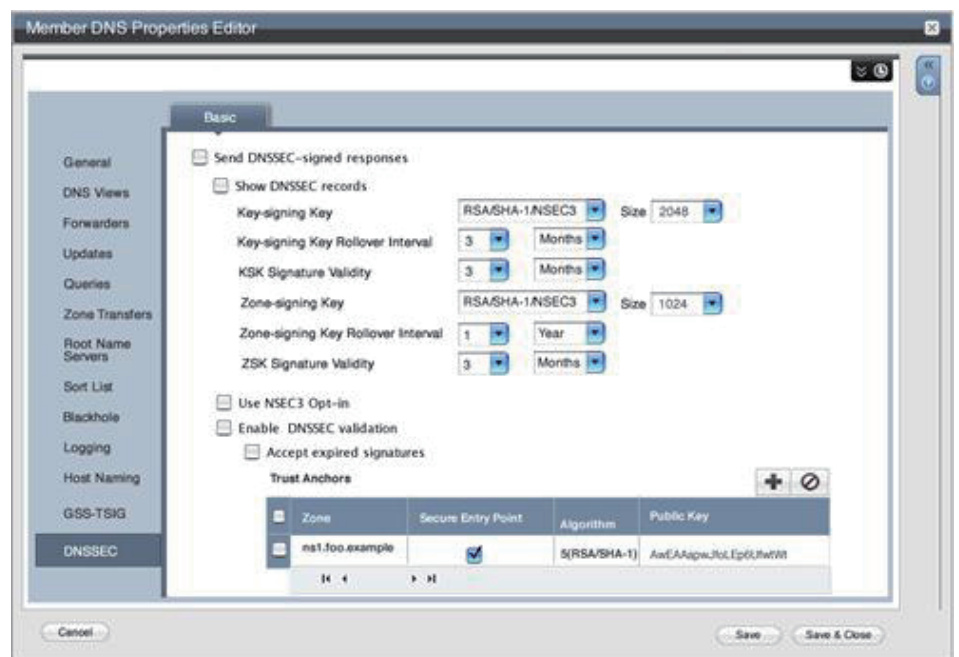 Member DNS Properties Editor
Basic
General
DNS Views
Forwarders
Updates
Queries
Zone Transfers
Root Name
Servers
Sort List
Blackhole
Logging
Host Naming
GSS-TSIG
DNSSEC
Send DNSSEC-signed responses
Show DNSSEC records
Key-signing Key RSA/SHA-1/NSEC3 Size 2048
Key-signing Key Rollover Interval 3 Months
KSK Signature Validity 3 Months
Zone-signing Key RSA/SHA-1/NSEC3 Size 1024
Zone-signing Key Rollover Interval 1 Year
ZSK Signature Validity 3 Months
Use NSEC3 Opt-in
Enable DNSSEC validation
Accept expired signatures
Trust Anchors
Zone Secure Entry Point Algorithm Public Key
ns1.foo.example 5(RSA/SHA-1)
Cancel Save Save & Close